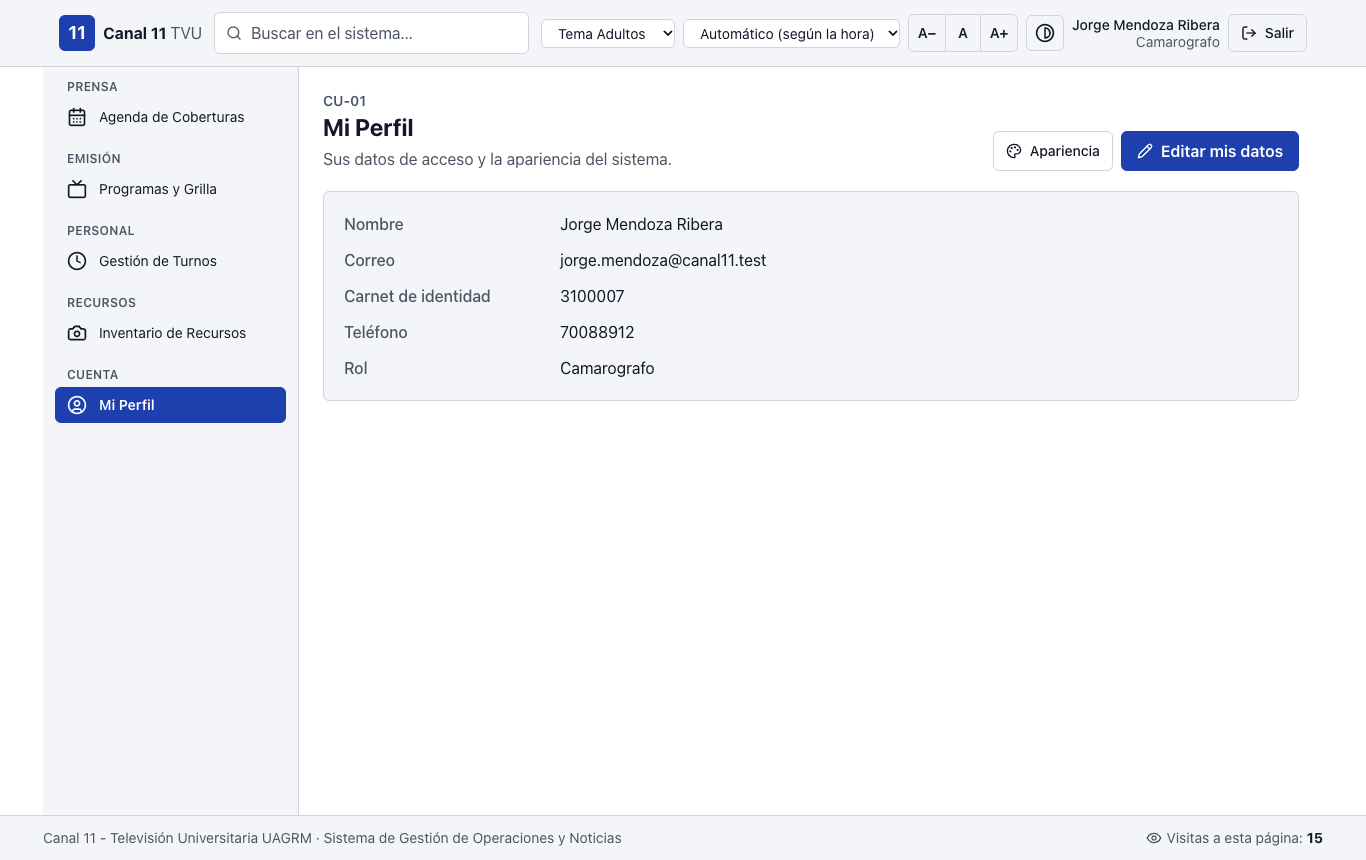 11 Canal 11 TVU
Buscar en el sistema...
Tema Adultos
Automático (según la hora)
A−
A
A+
Jorge Mendoza Ribera
Camarografo
Salir
PRENSA
Agenda de Coberturas
EMISIÓN
Programas y Grilla
PERSONAL
Gestión de Turnos
RECURSOS
Inventario de Recursos
CUENTA
Mi Perfil
CU-01
Mi Perfil
Sus datos de acceso y la apariencia del sistema.
Apariencia
Editar mis datos
Nombre Jorge Mendoza Ribera
Correo jorge.mendoza@canal11.test
Carnet de identidad 3100007
Teléfono 70088912
Rol Camarografo
Canal 11 - Televisión Universitaria UAGRM · Sistema de Gestión de Operaciones y Noticias
Visitas a esta página: 15